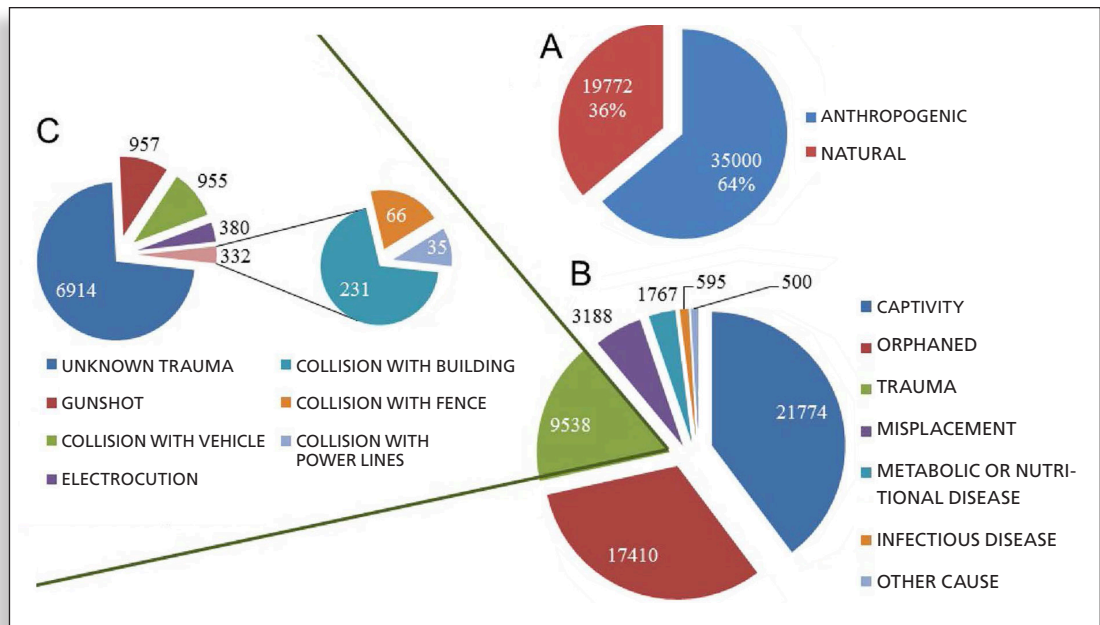 A
19772
36%
35000
64%
ANTHROPOGENIC
NATURAL
C
957
955
380
332
6914
66
35
231
UNKNOWN TRAUMA
GUNSHOT
COLLISION WITH VEHICLE
ELECTROCUTION
COLLISION WITH BUILDING
COLLISION WITH FENCE
COLLISION WITH
POWER LINES
B
595
500
1767
3188
9538
21774
17410
CAPTIVITY
ORPHANED
TRAUMA
MISPLACEMENT
METABOLIC OR NUTRI-
TIONAL DISEASE
INFECTIOUS DISEASE
OTHER CAUSE